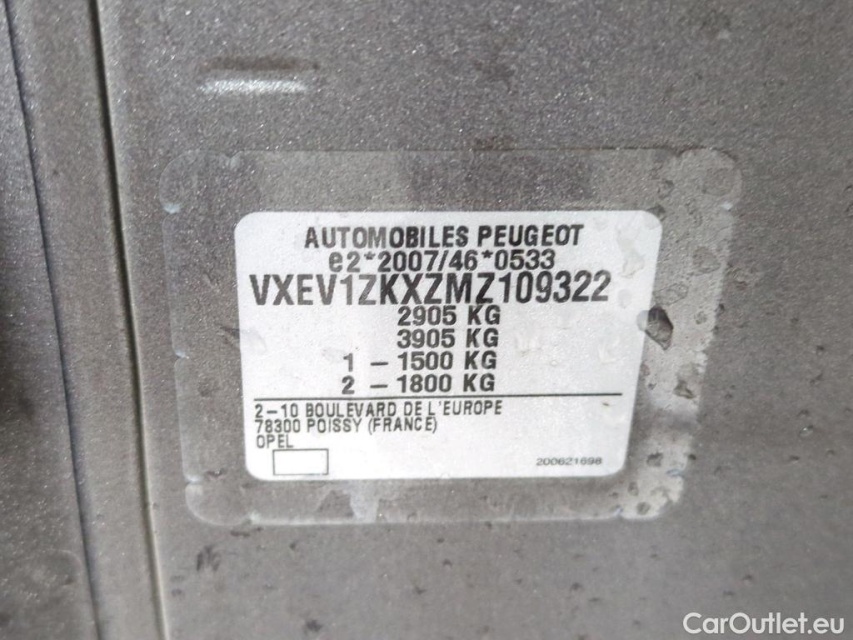 AUTOMOBILES PEUGEOT
e2*2007/46*0533
VXEV1ZKXZMZ109322
2905 KG
3905 KG
1 - 1500 KG
2 - 1800 KG
2-10 BOULEVARD DE L'EUROPE
78300 POISSY (FRANCE)
OPEL
200621698
CarOutlet.eu